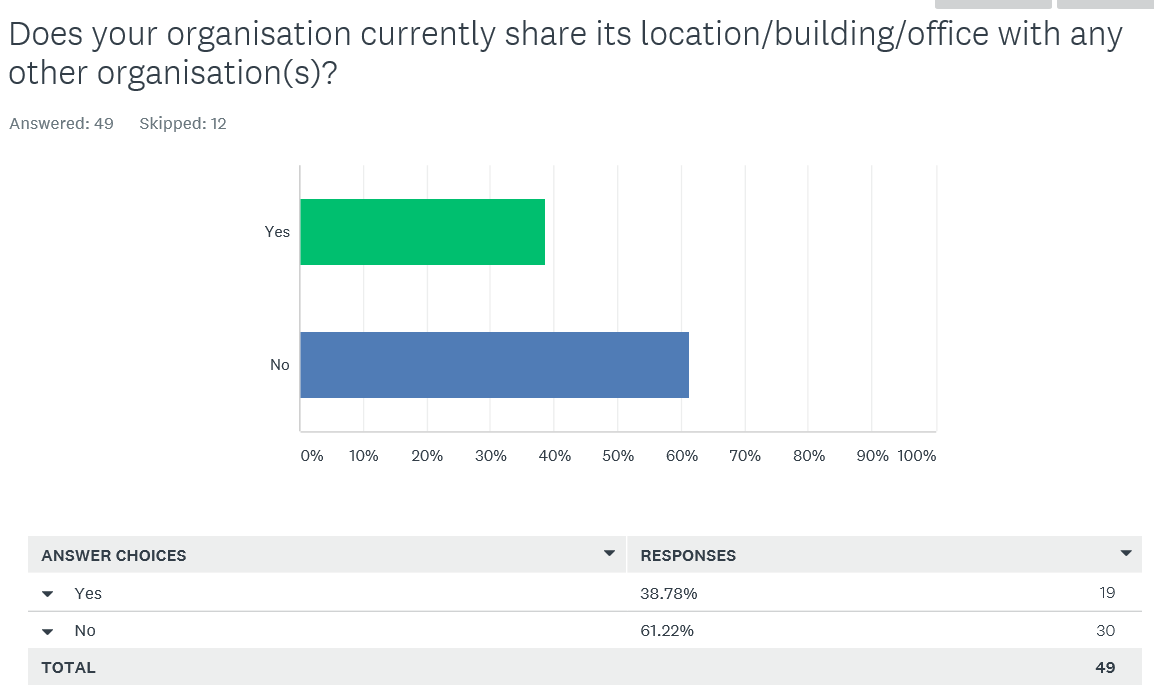 Does your organisation currently share its location/building/office with any
other organisation(s)?
Answered: 49 Skipped: 12
Yes
No
0% 10% 20% 30% 40% 50% 60% 70% 80% 90% 100%
ANSWER CHOICES RESPONSES
Yes 38.78% 19
No 61.22% 30
TOTAL 49